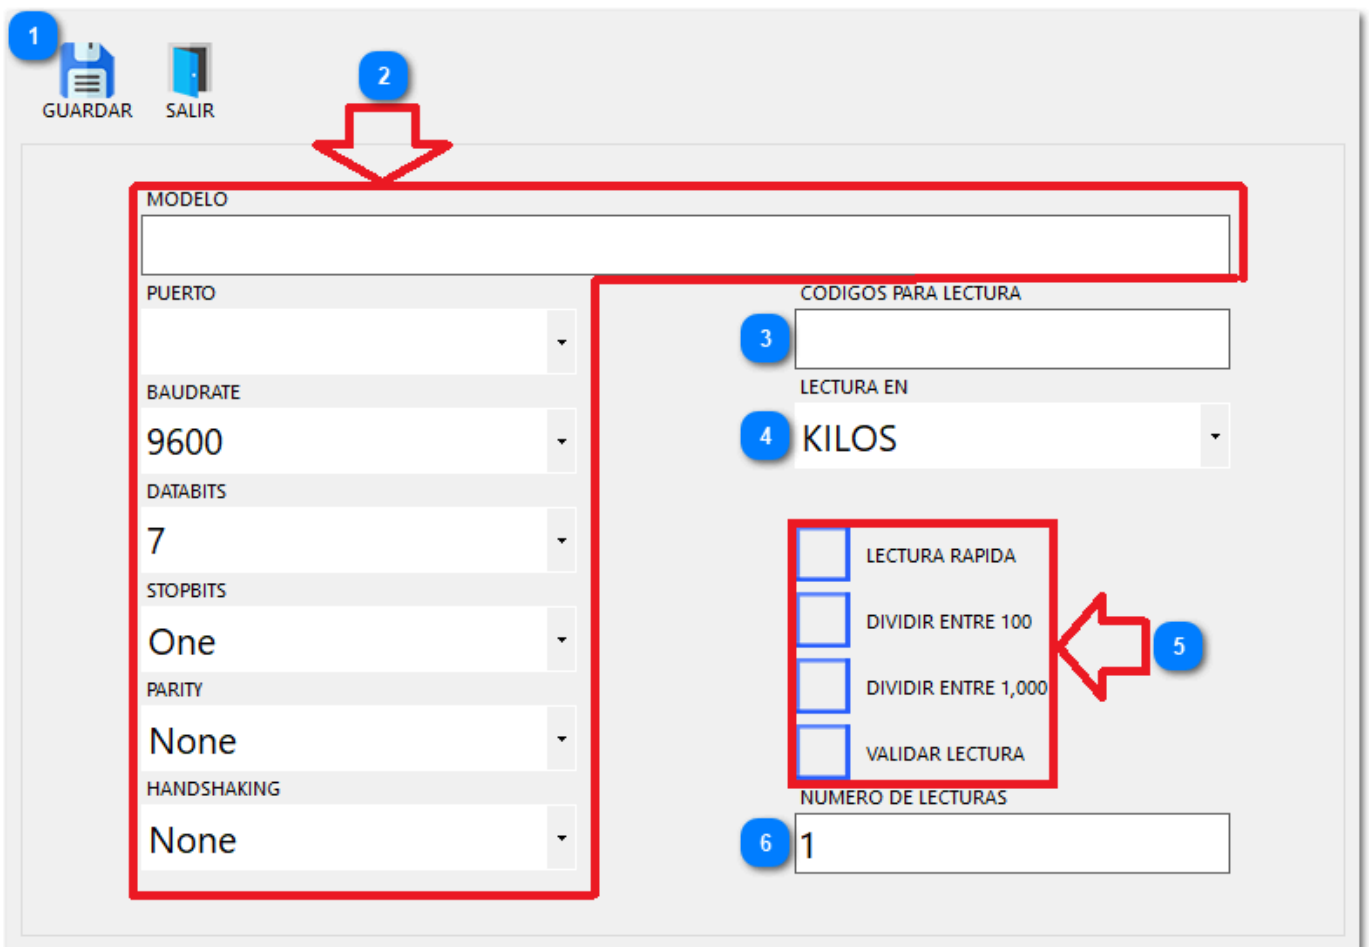 1
GUARDAR
SALIR
2
MODELO
PUERTO
BAUDRATE
9600
DATABITS
7
STOPBITS
One
PARITY
None
HANDSHAKING
None
CODIGOS PARA LECTURA
3
LECTURA EN
4
KILOS
LECTURA RAPIDA
DIVIDIR ENTRE 100
DIVIDIR ENTRE 1,000
VALIDAR LECTURA
5
NUMERO DE LECTURAS
6
1